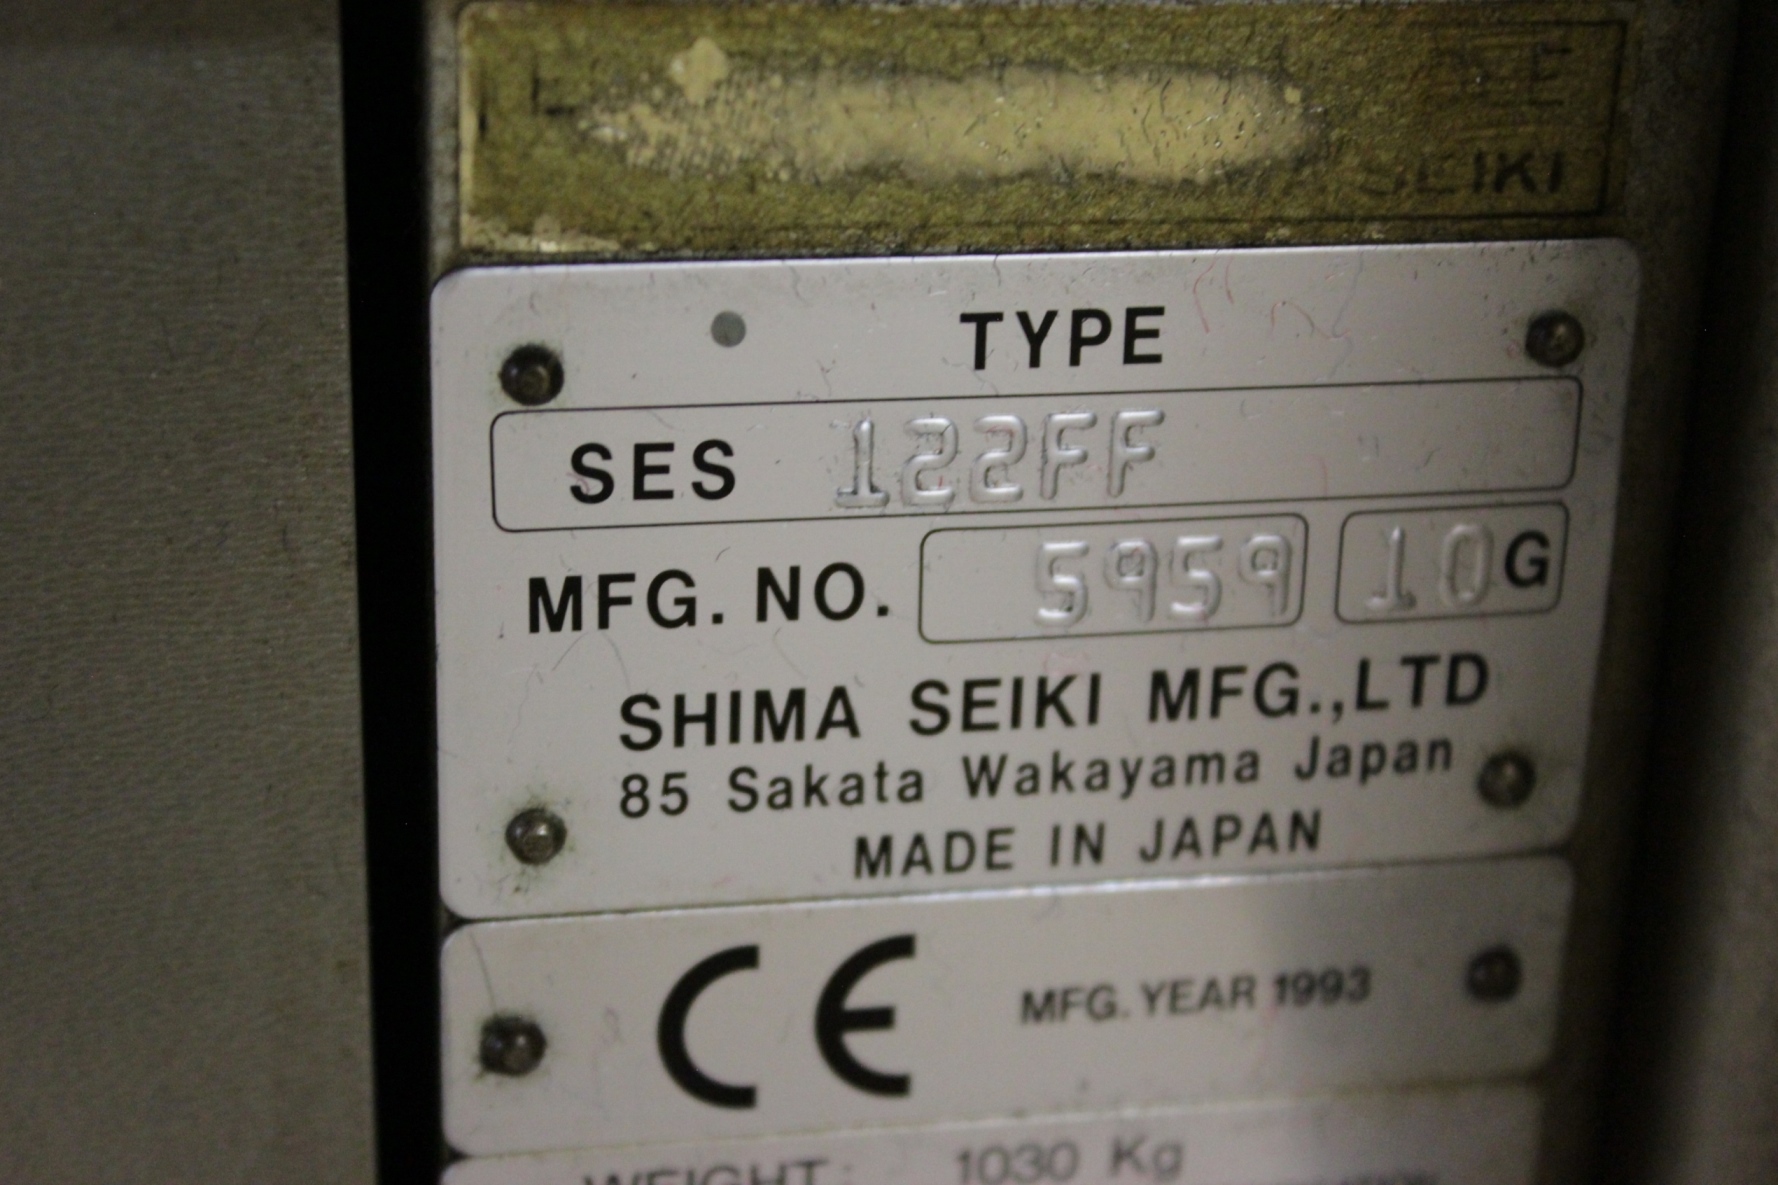 SEIKI
TYPE
SES 122FF
MFG. NO. 5959 10G
SHIMA SEIKI MFG.,LTD
85 Sakata Wakayama Japan
MADE IN JAPAN
CE MFG. YEAR 1993
WEIGHT: 1030 Kg